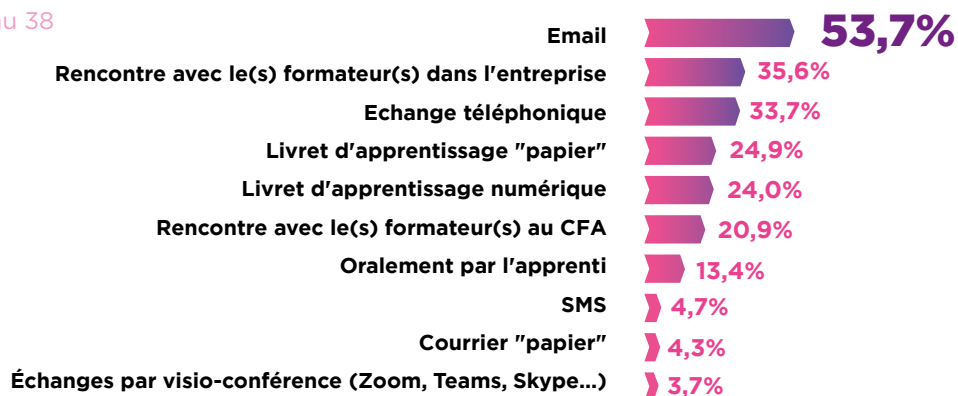 au 38
Email 53,7%
Rencontre avec le(s) formateur(s) dans l'entreprise 35,6%
Echange téléphonique 33,7%
Livret d'apprentissage "papier" 24,9%
Livret d'apprentissage numérique 24,0%
Rencontre avec le(s) formateur(s) au CFA 20,9%
Oralement par l'apprenti 13,4%
SMS 4,7%
Courrier "papier" 4,3%
Échanges par visio-conférence (Zoom, Teams, Skype...) 3,7%